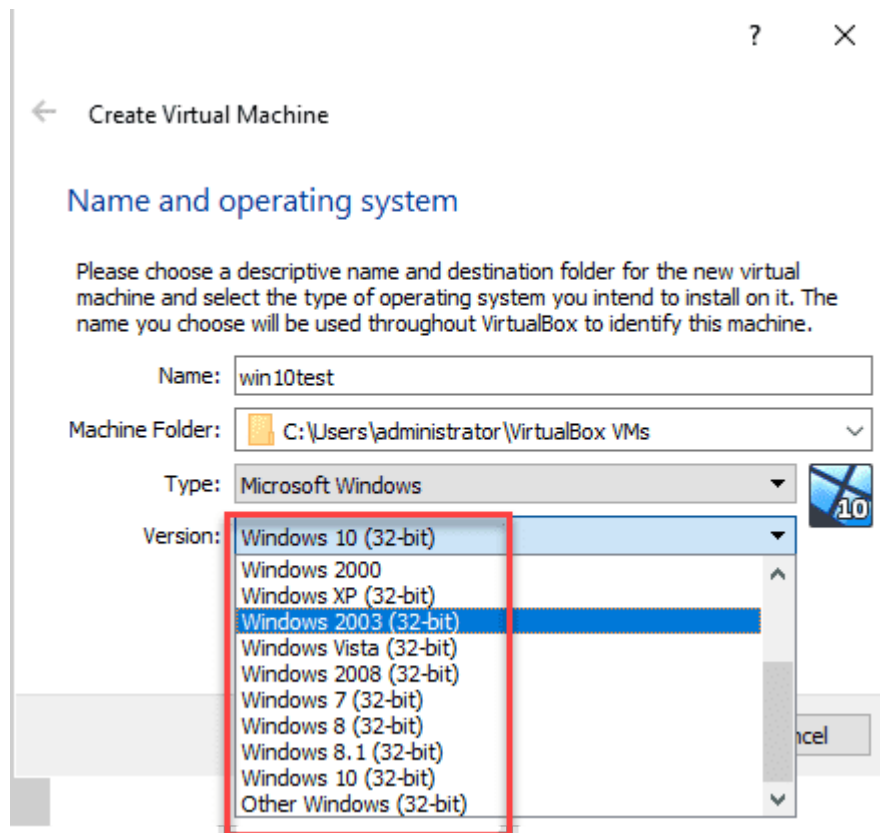 ?
Create Virtual Machine
Name and operating system
Please choose a descriptive name and destination folder for the new virtual
machine and select the type of operating system you intend to install on it. The
name you choose will be used throughout VirtualBox to identify this machine.
Name: win10test
Machine Folder: C:\Users\administrator\VirtualBox VMs
Type: Microsoft Windows
10
Version: Windows 10 (32-bit)
Windows 2000
Windows XP (32-bit)
Windows 2003 (32-bit)
Windows Vista (32-bit)
Windows 2008 (32-bit)
Windows 7 (32-bit)
Windows 8 (32-bit)
Windows 8.1 (32-bit)
ncel
Windows 10 (32-bit)
Other Windows (32-bit)